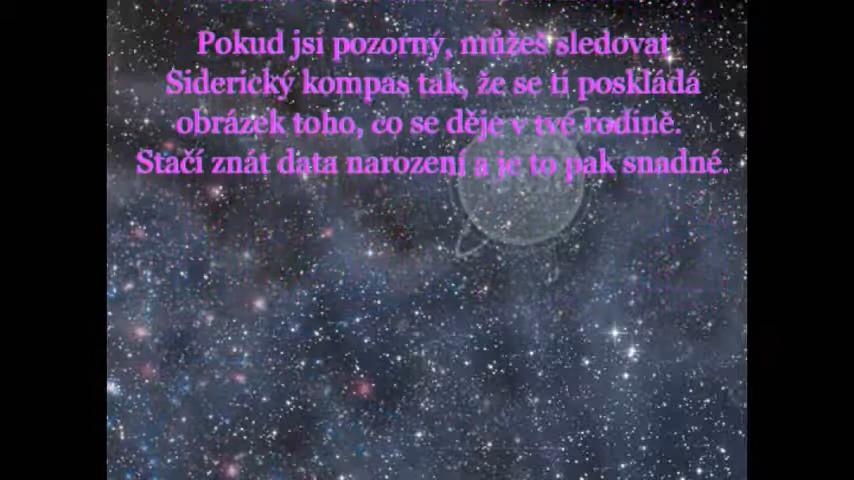 Pokud jsi pozorný, můžeš sledovat
Siderický kompas tak, že se ti poskládá
obrázek toho, co se děje v tvé rodině.
Stačí znát data narození a je to pak snadné.